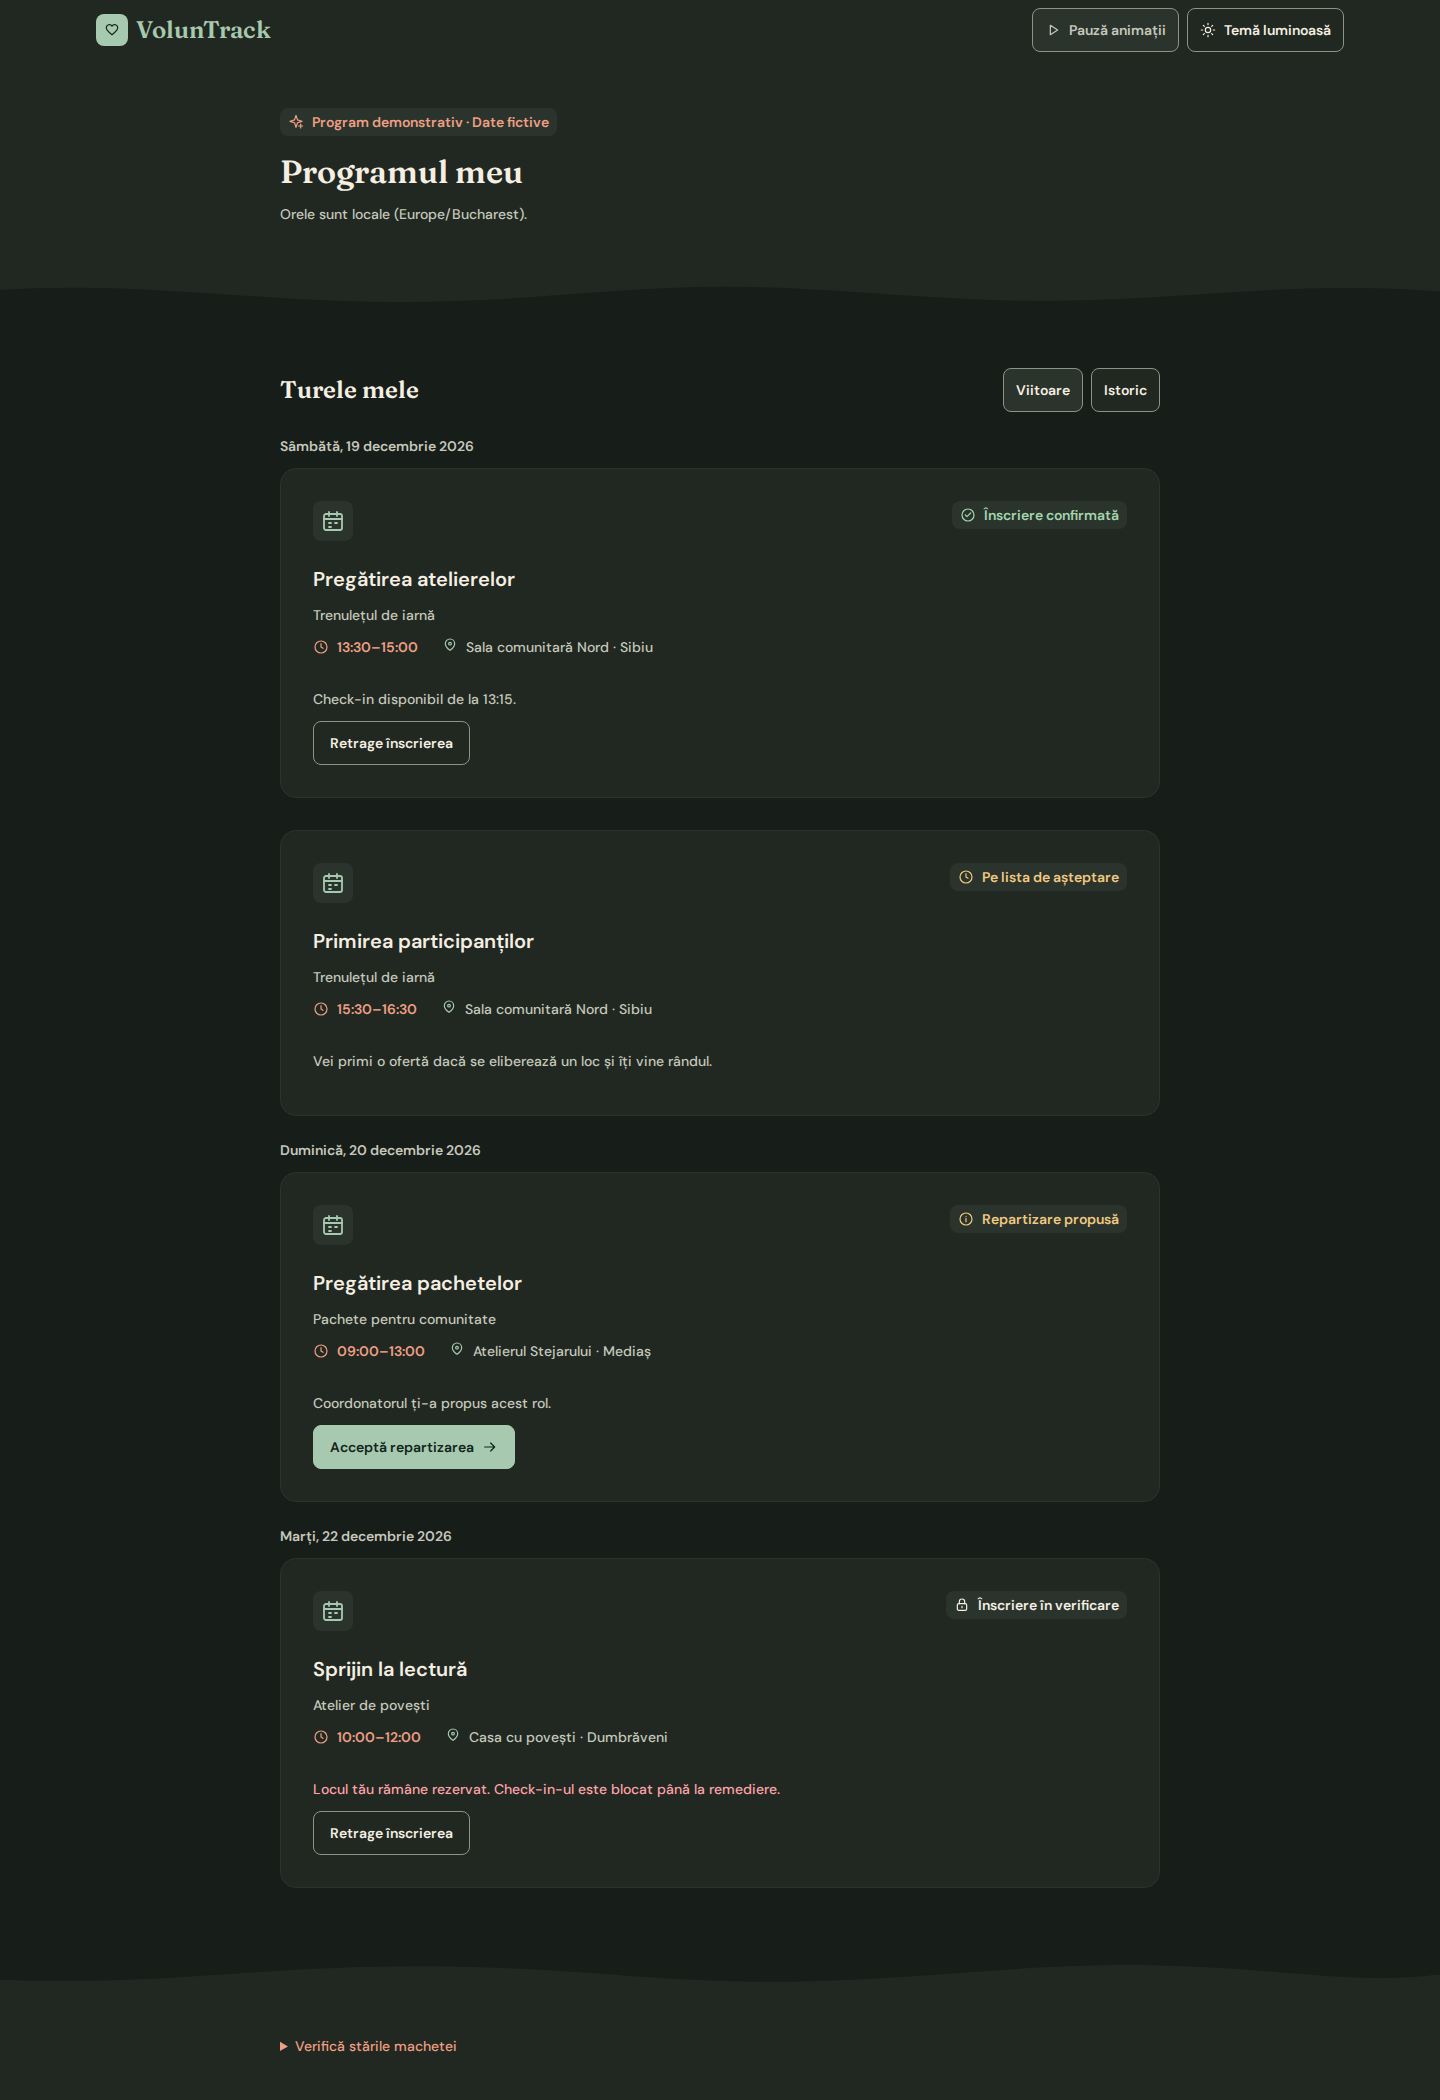 VolunTrack
Pauză animații
Temă luminoasă
Program demonstrativ · Date fictive
Programul meu
Orele sunt locale (Europe/Bucharest).
Turele mele
Viitoare
Istoric
Sâmbătă, 19 decembrie 2026
Înscriere confirmată
Pregătirea atelierelor
Trenulețul de iarnă
13:30–15:00
Sala comunitară Nord · Sibiu
Check-in disponibil de la 13:15.
Retrage înscrierea
Pe lista de așteptare
Primirea participanților
Trenulețul de iarnă
15:30–16:30
Sala comunitară Nord · Sibiu
Vei primi o ofertă dacă se eliberează un loc și îți vine rândul.
Duminică, 20 decembrie 2026
Repartizare propusă
Pregătirea pachetelor
Pachete pentru comunitate
09:00–13:00
Atelierul Stejarului · Mediaș
Coordonatorul ți-a propus acest rol.
Acceptă repartizarea
Marți, 22 decembrie 2026
Înscriere în verificare
Sprijin la lectură
Atelier de povești
10:00–12:00
Casa cu povești · Dumbrăveni
Locul tău rămâne rezervat. Check-in-ul este blocat până la remediere.
Retrage înscrierea
Verifică stările machetei